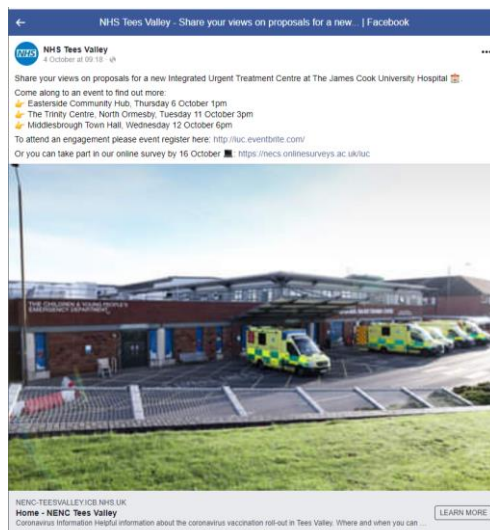 NHS Tees Valley - Share your views on proposals for a new... | Facebook
NHS
NHS Tees Valley
4 October at 09:18
Share your views on proposals for a new Integrated Urgent Treatment Centre at The James Cook University Hospital 🏥.
Come along to an event to find out more:
👉 Easterside Community Hub, Thursday 6 October 1pm
👉 The Trinity Centre, North Ormesby, Tuesday 11 October 3pm
👉 Middlesbrough Town Hall, Wednesday 12 October 6pm
To attend an engagement please event register here: http://iuc.eventbrite.com/
Or you can take part in our online survey by 16 October 💻: https://necs.onlinesurveys.ac.uk/iuc
THE CHILDREN & YOUNG PEOPLE'S
EMERGENCY DEPARTMENT
NENC-TEESVALLEY.ICB.NHS.UK
Home - NENC Tees Valley
Coronavirus Information Helpful information about the coronavirus vaccination roll-out in Tees Valley. Where and when you can ...
LEARN MORE